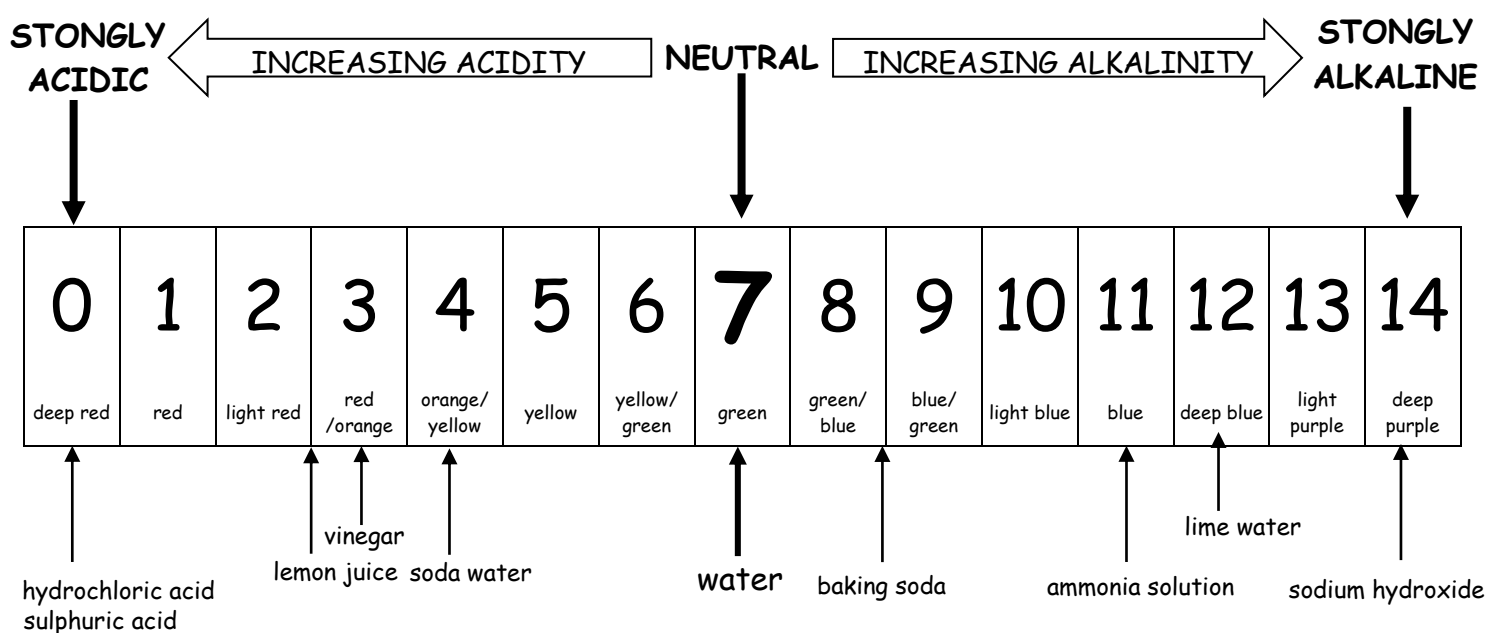 STONGLY
ACIDIC
INCREASING ACIDITY
NEUTRAL
INCREASING ALKALINITY
STONGLY
ALKALINE
0 1 2 3 4 5 6 7 8 9 10 11 12 13 14
deep red
red
light red
red
/orange
orange/
yellow
yellow
yellow/
green
green
green/
blue
blue/
green
light blue
blue
deep blue
light
purple
deep
purple
hydrochloric acid
sulphuric acid
lemon juice
vinegar
soda water
water
baking soda
ammonia solution
lime water
sodium hydroxide